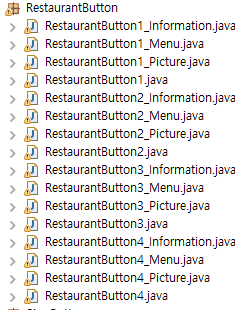 RestaurantButton
RestaurantButton1_Information.java
RestaurantButton1_Menu.java
RestaurantButton1_Picture.java
RestaurantButton1.java
RestaurantButton2_Information.java
RestaurantButton2_Menu.java
RestaurantButton2_Picture.java
RestaurantButton2.java
RestaurantButton3_Information.java
RestaurantButton3_Menu.java
RestaurantButton3_Picture.java
RestaurantButton3.java
RestaurantButton4_Information.java
RestaurantButton4_Menu.java
RestaurantButton4_Picture.java
RestaurantButton4.java